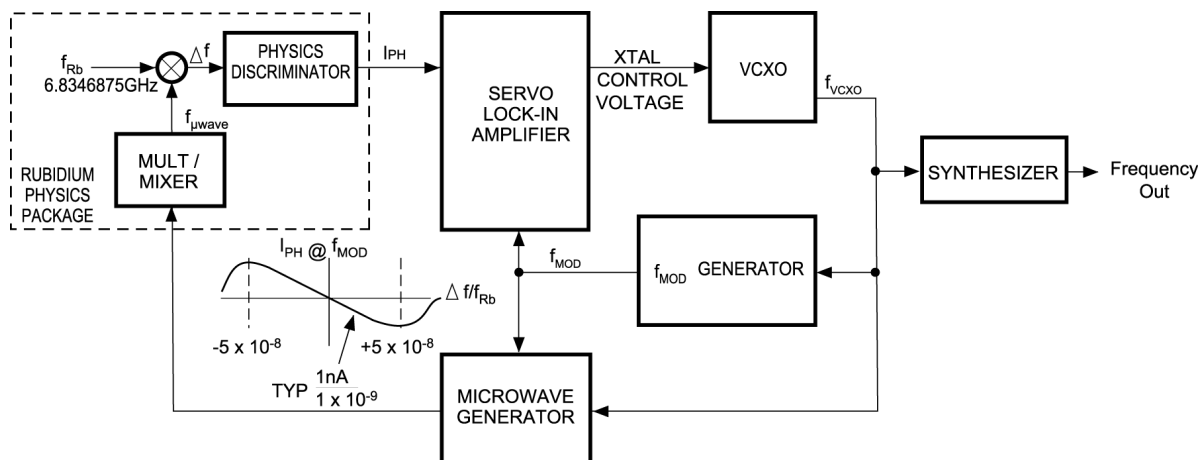 f_Rb
6.8346875GHz
△f
PHYSICS
DISCRIMINATOR
I_PH
f_μwave
MULT /
MIXER
RUBIDIUM
PHYSICS
PACKAGE
SERVO
LOCK-IN
AMPLIFIER
XTAL
CONTROL
VOLTAGE
VCXO
f_VCXO
SYNTHESIZER
Frequency
Out
f_MOD
f_MOD GENERATOR
I_PH @ f_MOD
△ f/f_Rb
-5 x 10^-8
+5 x 10^-8
TYP 1nA
1 x 10^-9
MICROWAVE
GENERATOR